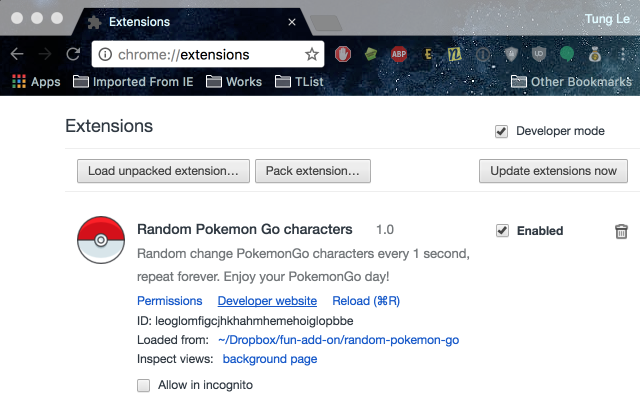 Extensions
Tung Le
chrome://extensions
ABP
Apps Imported From IE Works TList Other Bookmarks
Extensions
Developer mode
Load unpacked extension... Pack extension... Update extensions now
Random Pokemon Go characters 1.0 Enabled
Random change PokemonGo characters every 1 second,
repeat forever. Enjoy your PokemonGo day!
Permissions Developer website Reload (⌘R)
ID: leoglomfigcjhkhahmhemehoiglopbbe
Loaded from: ~/Dropbox/fun-add-on/random-pokemon-go
Inspect views: background page
Allow in incognito